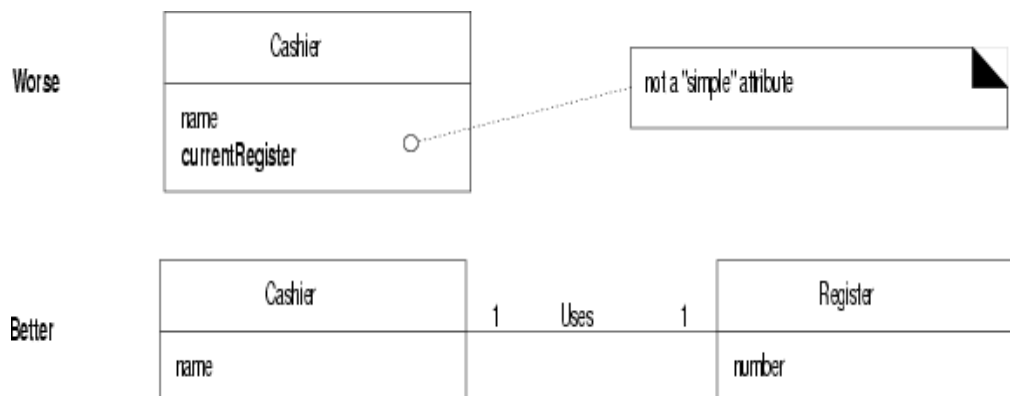 Cashier
Worse
not a "simple" attribute
name
currentRegister
Cashier
Register
1 Uses 1
Better
name
number